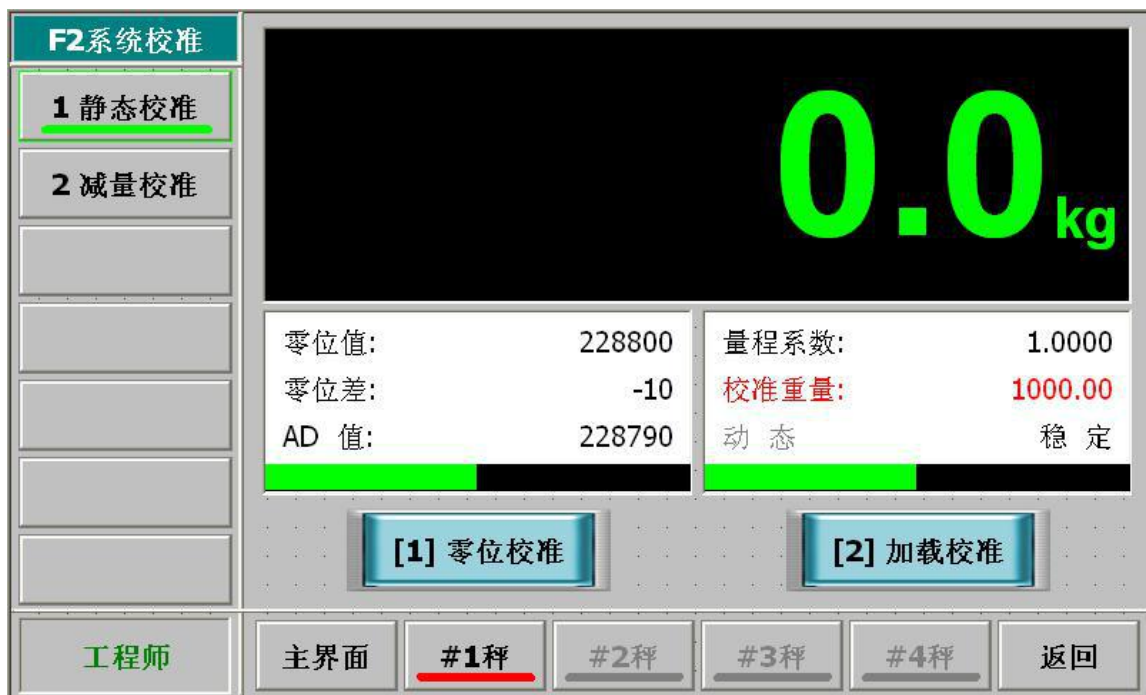 F2系统校准
1 静态校准
2 减量校准
0.0 kg
零位值: 228800
零位差: -10
AD 值: 228790
量程系数: 1.0000
校准重量: 1000.00
动 态 稳 定
[1] 零位校准
[2] 加载校准
工程师
主界面
#1秤
#2秤
#3秤
#4秤
返回